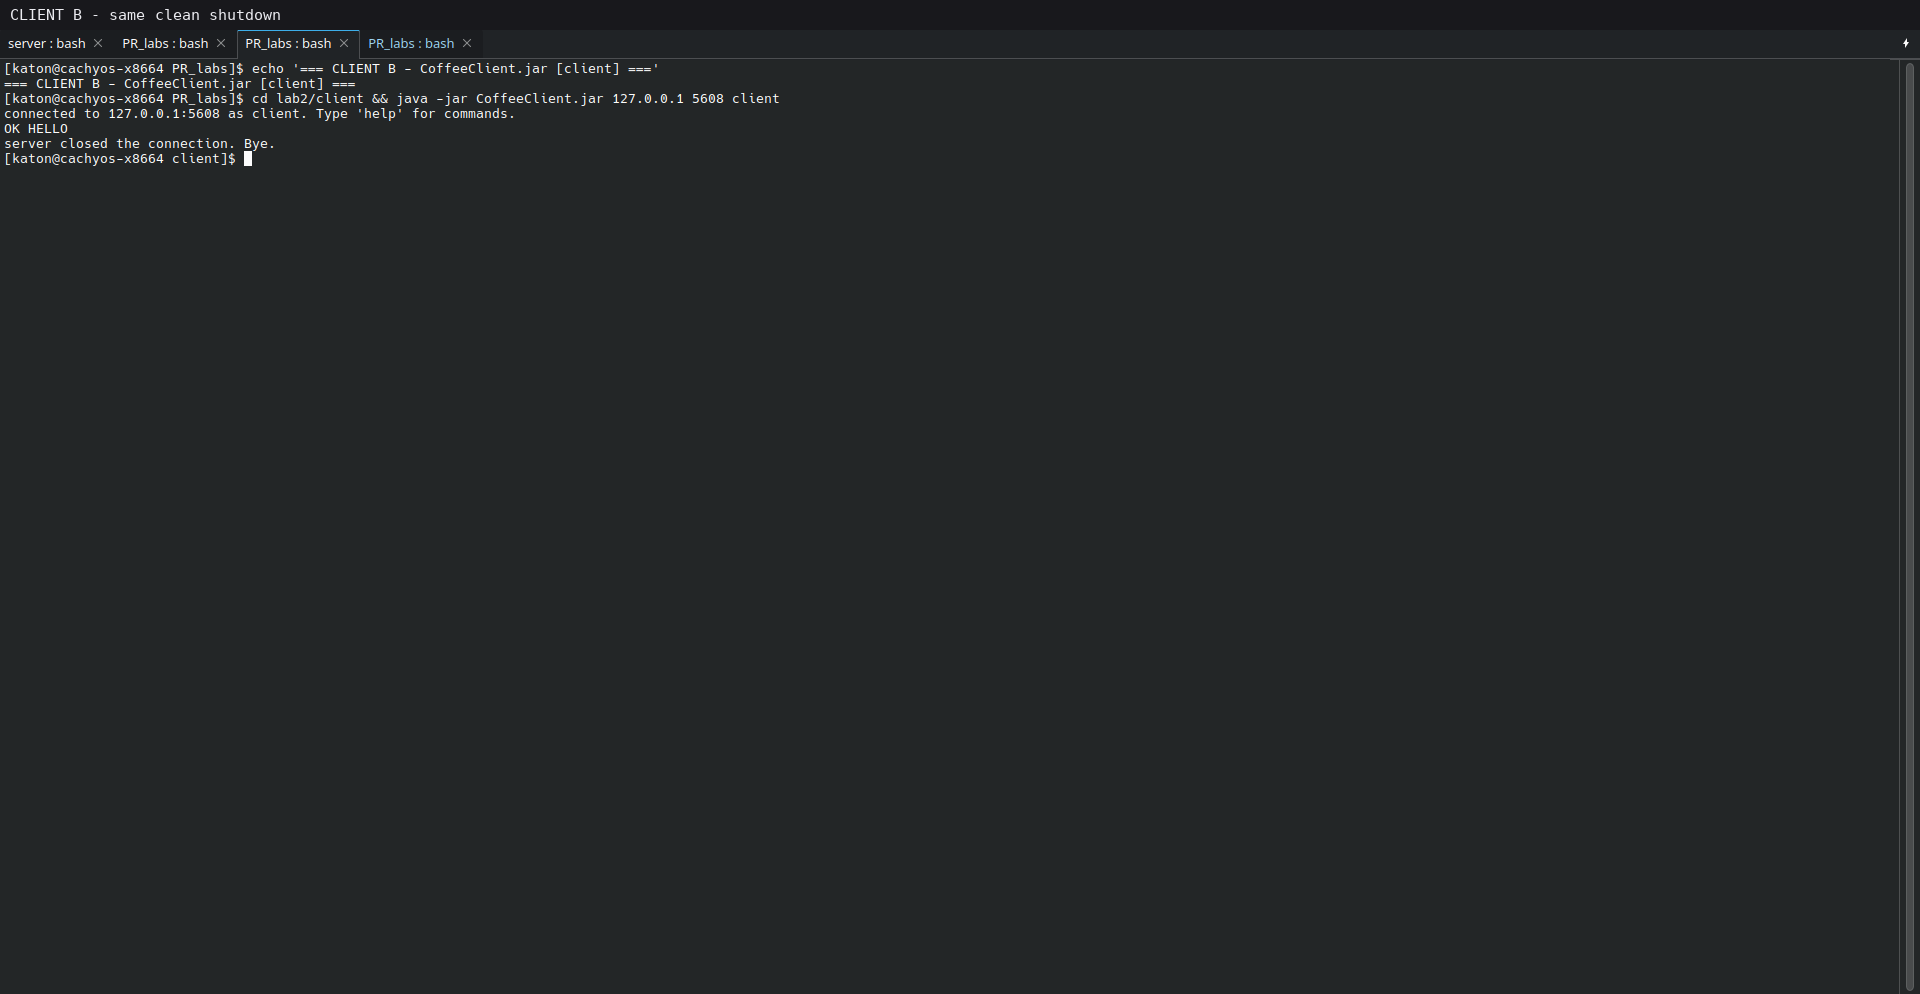 CLIENT B - same clean shutdown
server : bash PR_labs : bash PR_labs : bash PR_labs : bash
[katon@cachyos-x8664 PR_labs]$ echo '=== CLIENT B - CoffeeClient.jar [client] ==='
=== CLIENT B - CoffeeClient.jar [client] ===
[katon@cachyos-x8664 PR_labs]$ cd lab2/client && java -jar CoffeeClient.jar 127.0.0.1 5608 client
connected to 127.0.0.1:5608 as client. Type 'help' for commands.
OK HELLO
server closed the connection. Bye.
[katon@cachyos-x8664 client]$